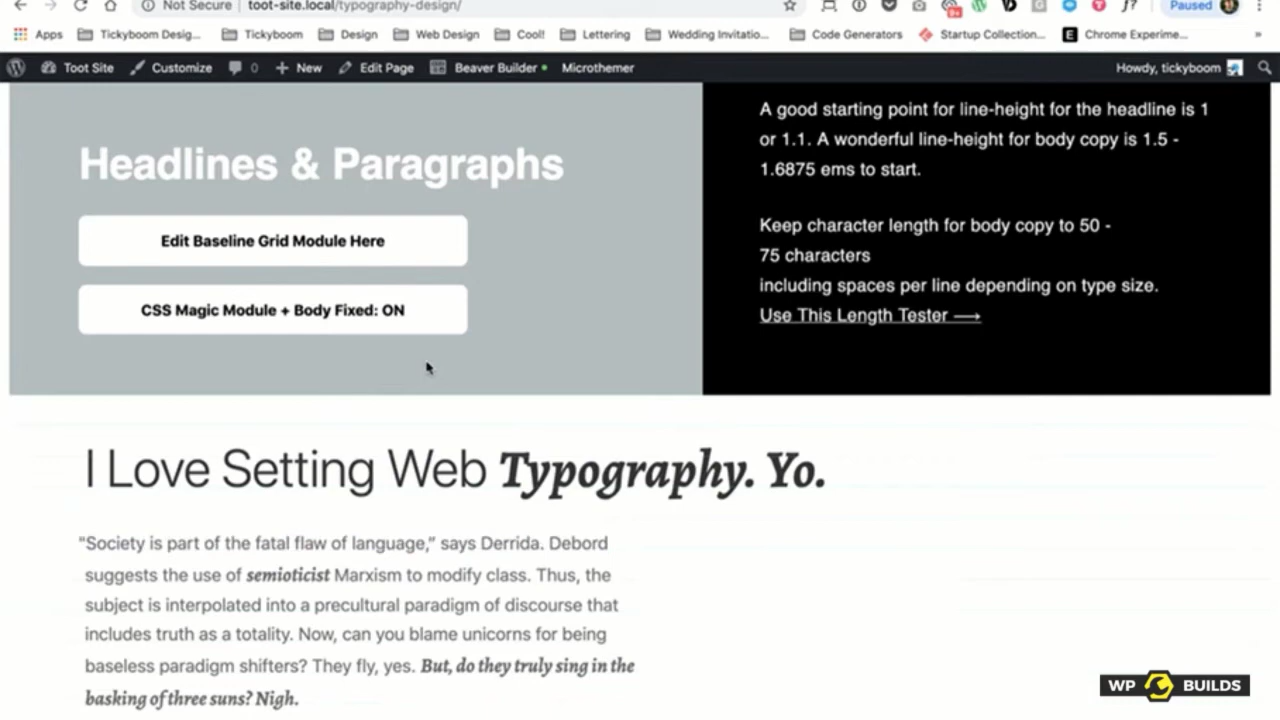 Not Secure | toot-site.local/typography-design/
9+
f?
Paused
Apps Tickyboom Desig... Tickyboom Design Web Design Cool! Lettering Wedding Invitatio... Code Generators Startup Collection... E Chrome Experime... »
Toot Site Customize 0 + New Edit Page Beaver Builder Microthemer Howdy, tickyboom
Headlines & Paragraphs
Edit Baseline Grid Module Here
CSS Magic Module + Body Fixed: ON
A good starting point for line-height for the headline is 1
or 1.1. A wonderful line-height for body copy is 1.5 -
1.6875 ems to start.
Keep character length for body copy to 50 -
75 characters
including spaces per line depending on type size.
Use This Length Tester ⟶
I Love Setting Web Typography. Yo.
“Society is part of the fatal flaw of language,” says Derrida. Debord
suggests the use of semioticist Marxism to modify class. Thus, the
subject is interpolated into a precultural paradigm of discourse that
includes truth as a totality. Now, can you blame unicorns for being
baseless paradigm shifters? They fly, yes. But, do they truly sing in the
basking of three suns? Nigh.
WP BUILDS